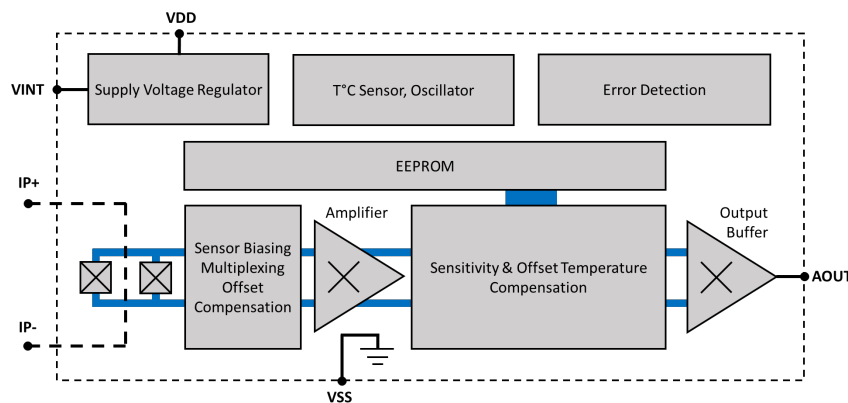 VDD
VINT
Supply Voltage Regulator
T°C Sensor, Oscillator
Error Detection
EEPROM
IP+
Amplifier
Output
Buffer
Sensor Biasing
Multiplexing
Offset
Compensation
Sensitivity & Offset Temperature
Compensation
AOUT
IP-
VSS